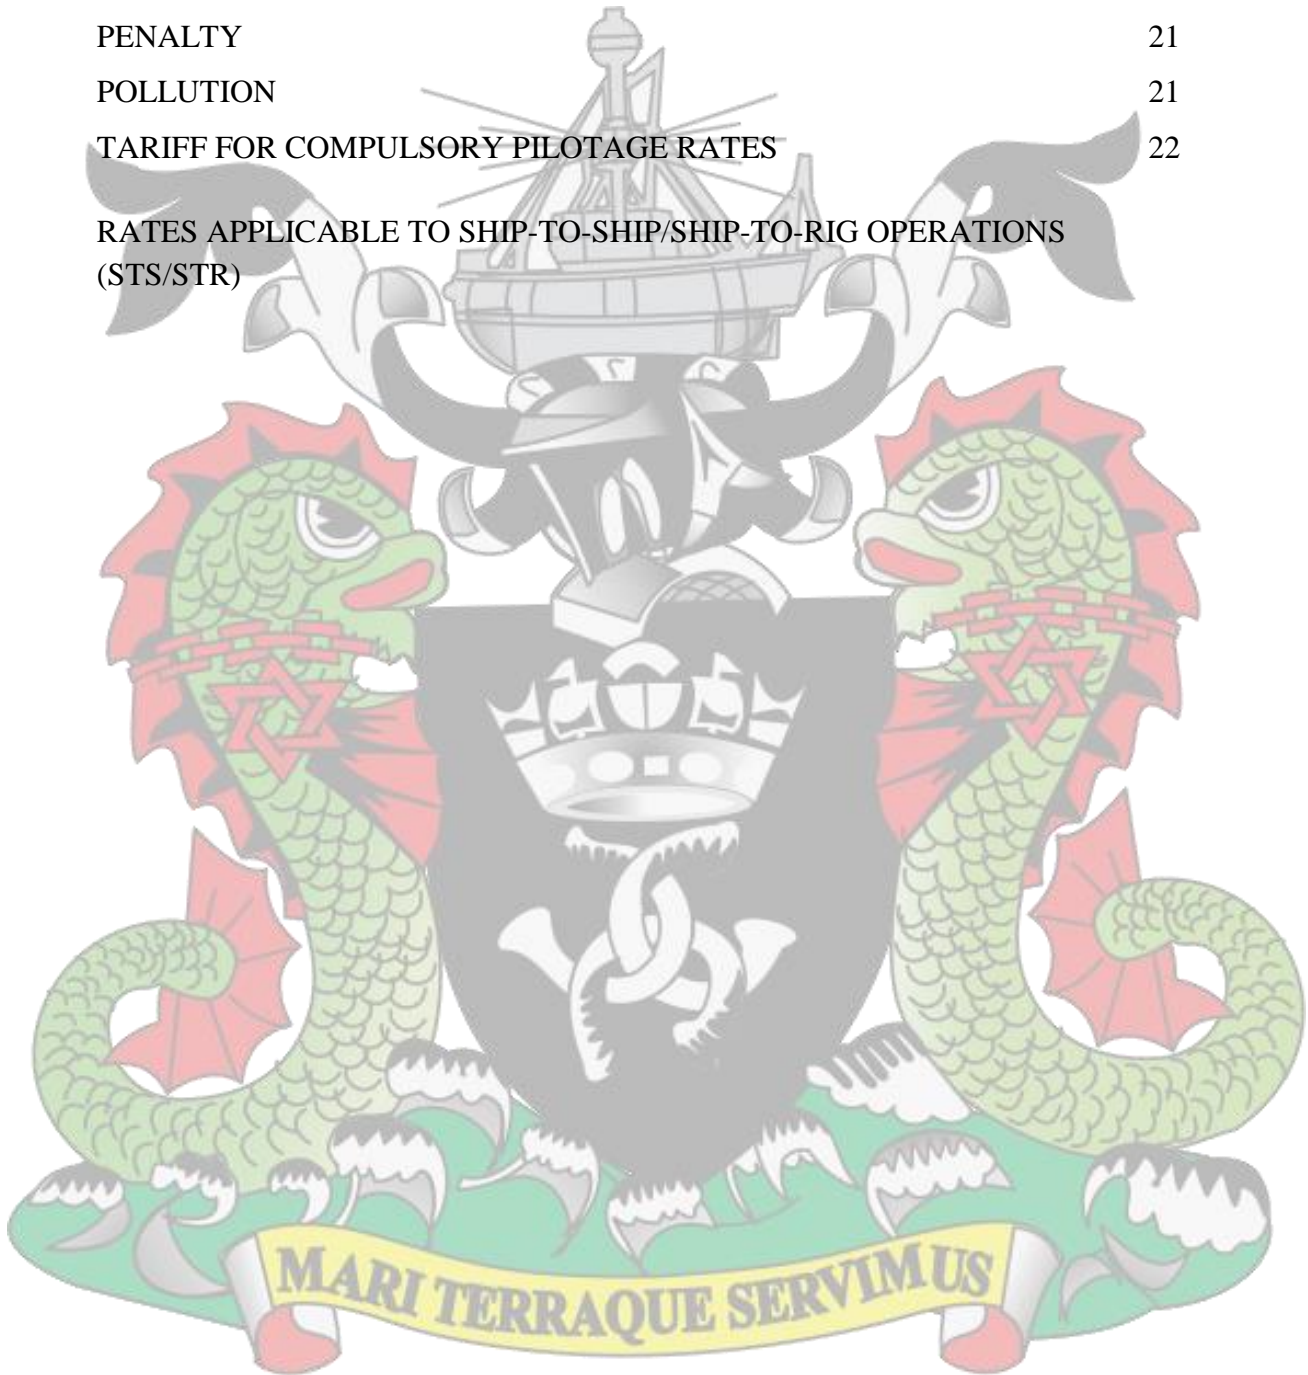 PENALTY 21
POLLUTION 21
TARIFF FOR COMPULSORY PILOTAGE RATES 22
RATES APPLICABLE TO SHIP-TO-SHIP/SHIP-TO-RIG OPERATIONS
(STS/STR)
MARI TERRAQUE SERVIMUS